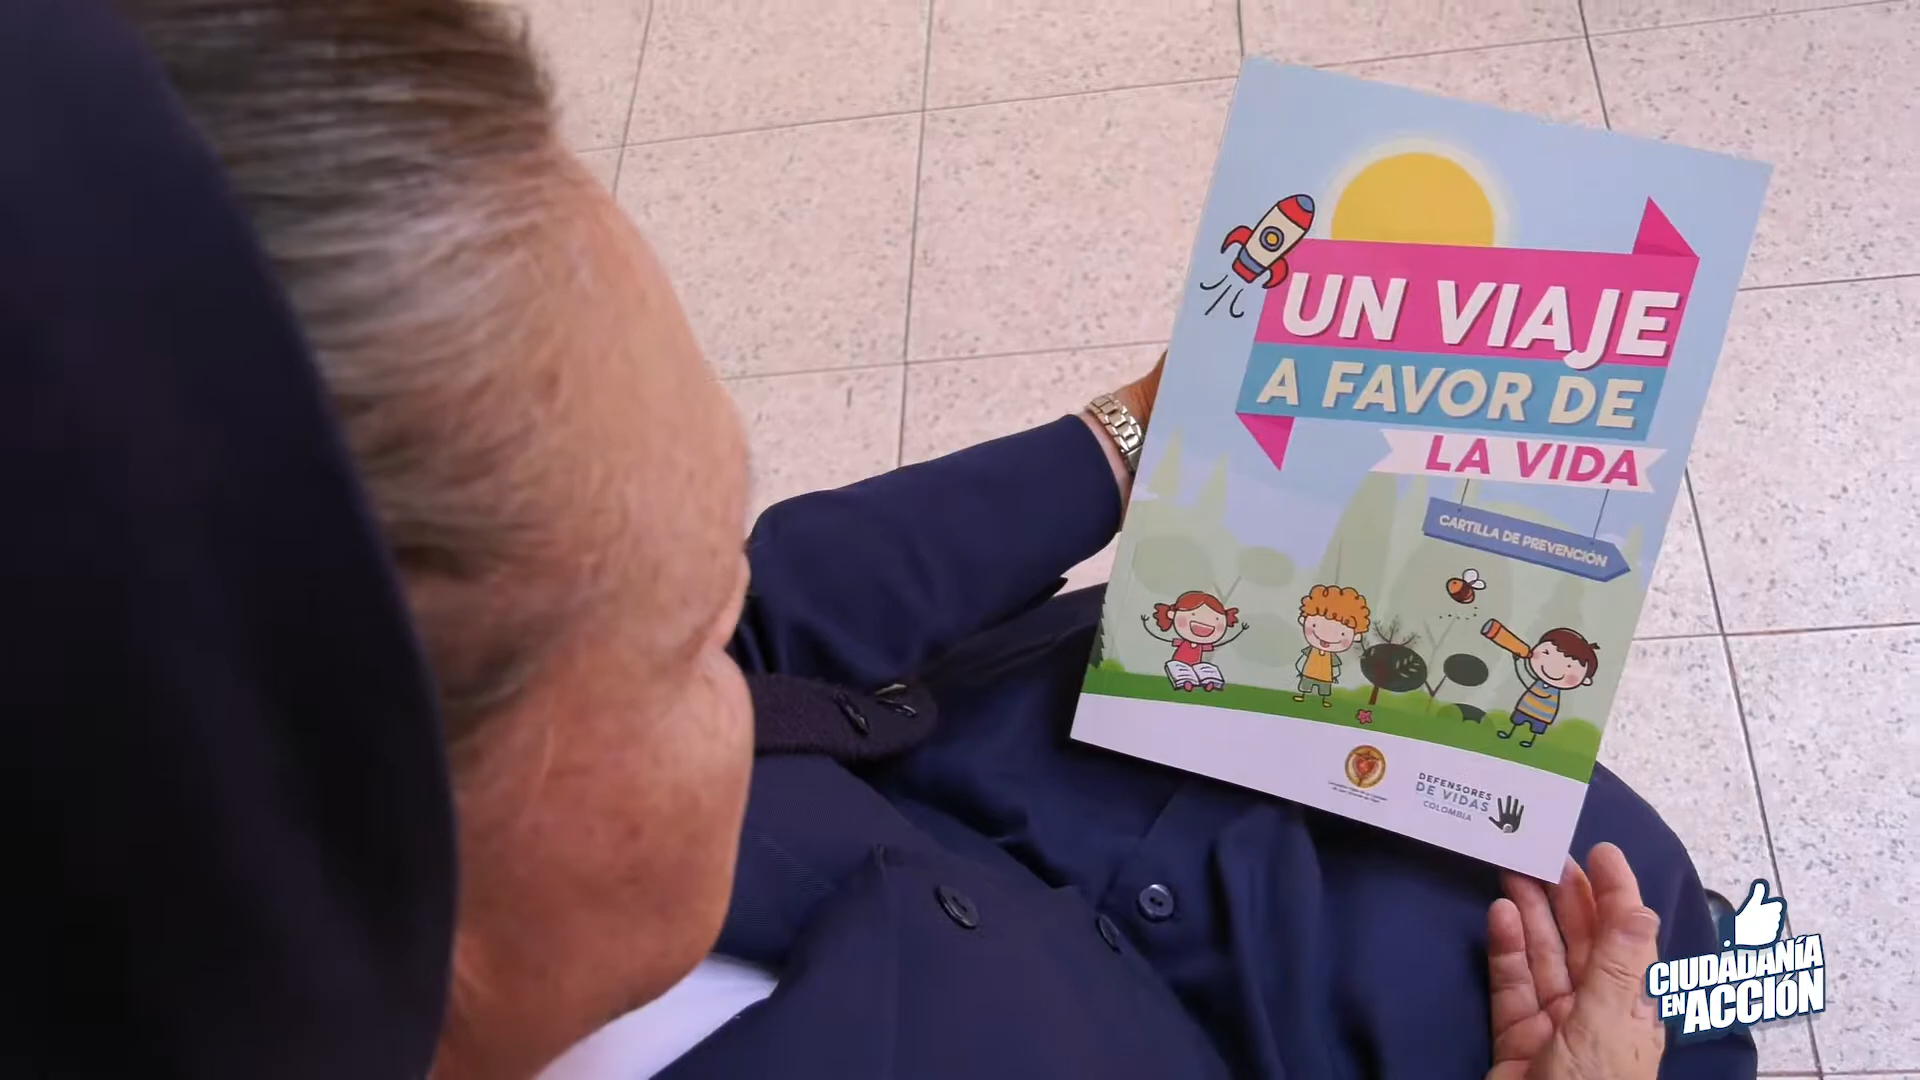 UN VIAJE
A FAVOR DE
LA VIDA
CARTILLA DE PREVENCIÓN
DEFENSORES
DE VIDAS
COLOMBIA
CIUDADANÍA
EN ACCIÓN